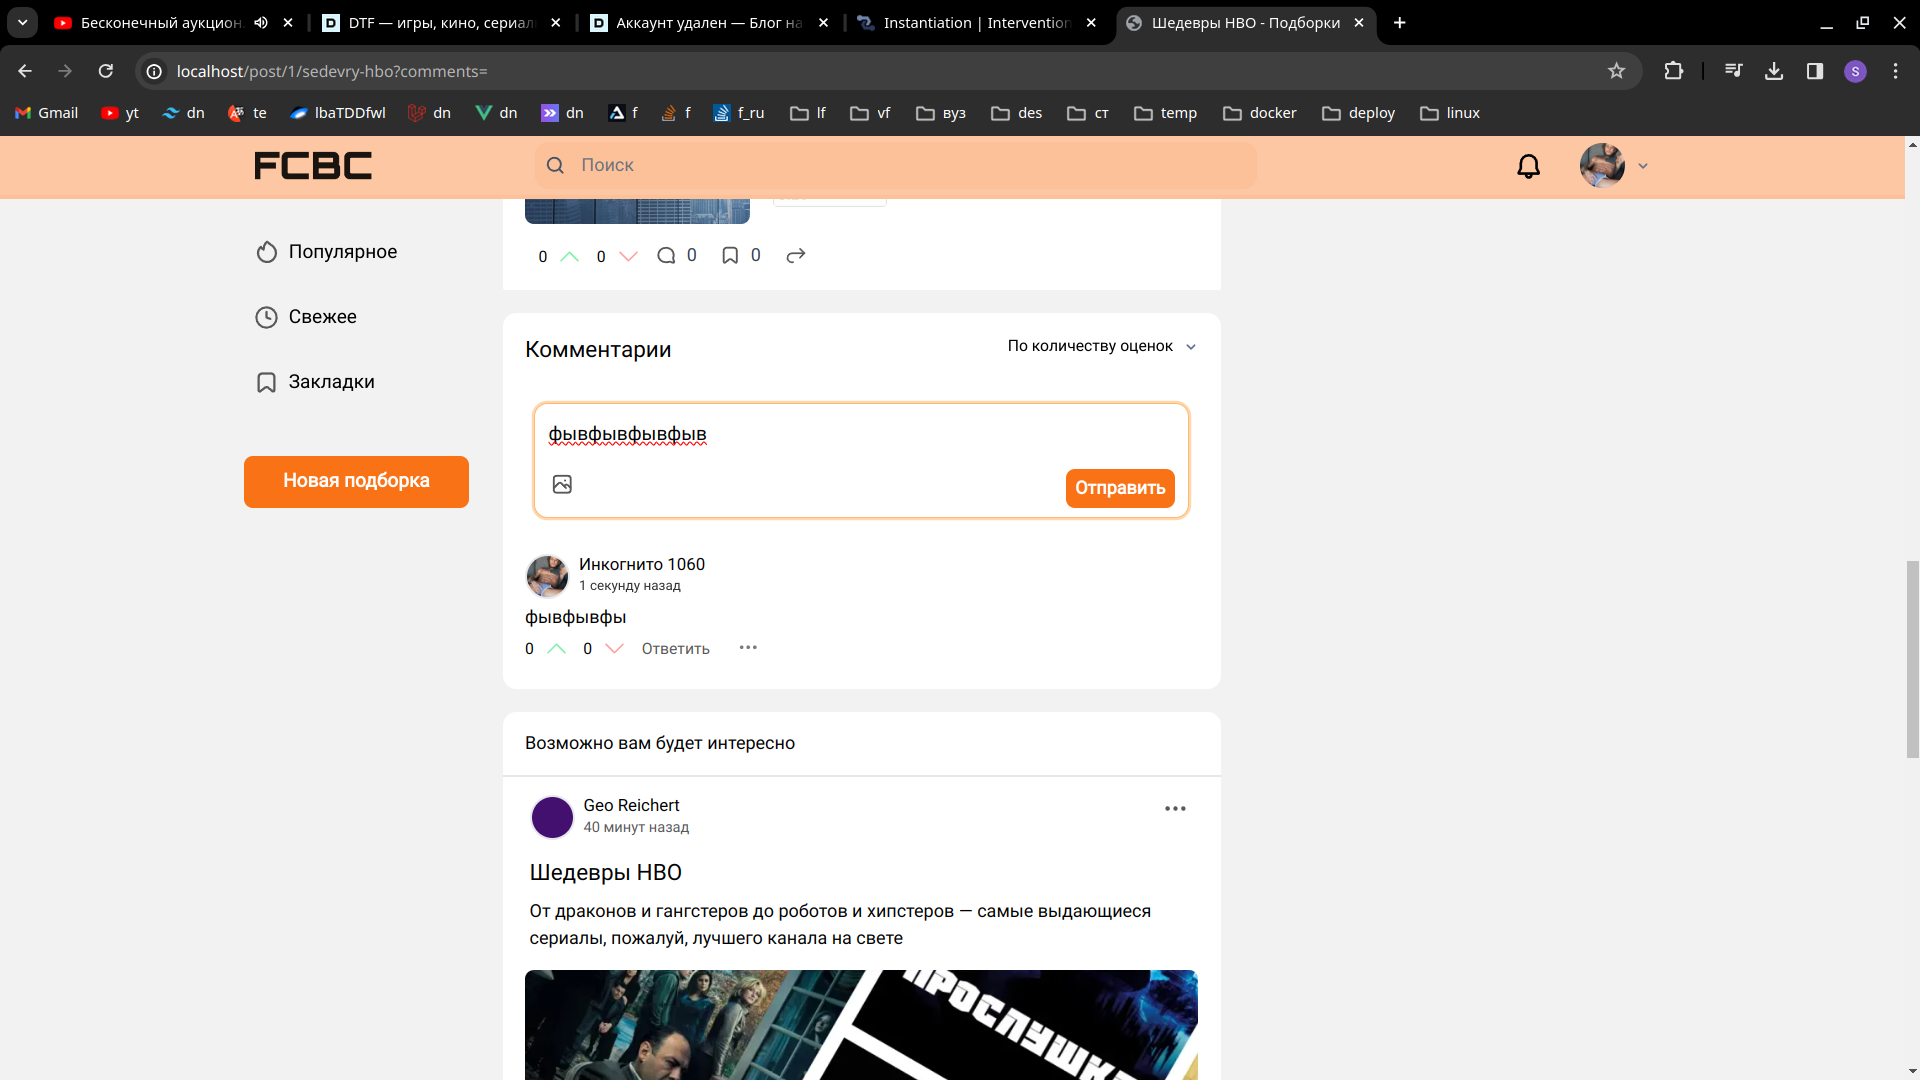 Бесконечный аукцион.
DTF — игры, кино, сериал
Аккаунт удален — Блог на
Instantiation | Intervention
Шедевры HBO - Подборки
localhost/post/1/sedevry-hbo?comments=
S
Gmail
yt
dn
te
lbaTDDfwl
dn
dn
dn
f
f
f_ru
lf
vf
вуз
des
ст
temp
docker
deploy
linux
FCBC
Поиск
Популярное
Свежее
Закладки
Новая подборка
0 0 0 0
Комментарии
По количеству оценок
фывфывфывфыв
Отправить
Инкогнито 1060
1 секунду назад
фывфывфы
0 0 Ответить
Возможно вам будет интересно
Geo Reichert
40 минут назад
Шедевры HBO
От драконов и гангстеров до роботов и хипстеров — самые выдающиеся
сериалы, пожалуй, лучшего канала на свете
ПРОСЛУШКА